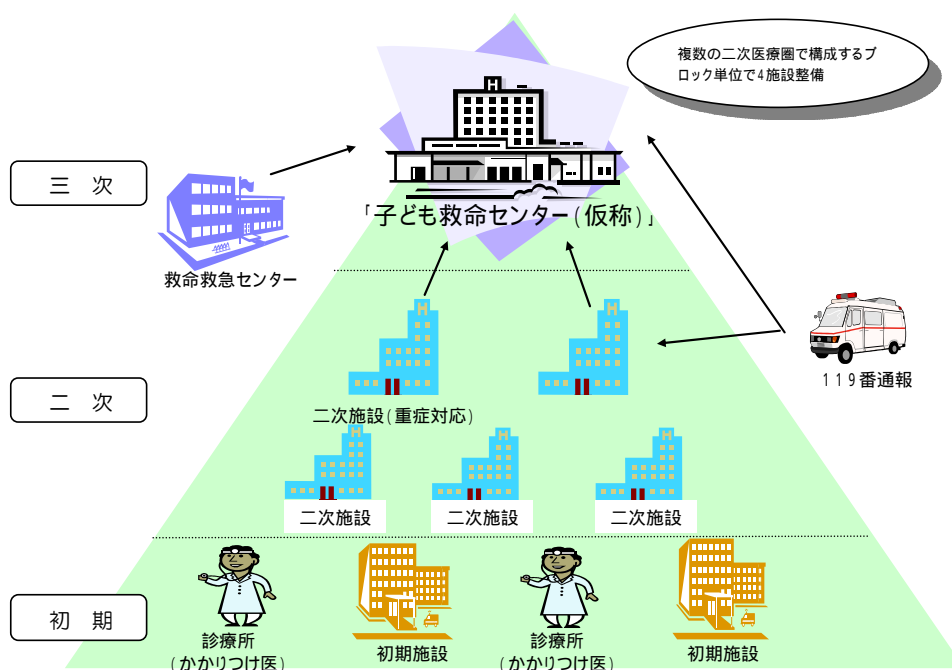 複数の二次医療圏で構成するブ
ロック単位で4施設整備
三 次
「子ども救命センター(仮称)」
救命救急センター
119番通報
二 次
二次施設(重症対応)
二次施設
二次施設
二次施設
初 期
診療所
(かかりつけ医)
初期施設
診療所
(かかりつけ医)
初期施設